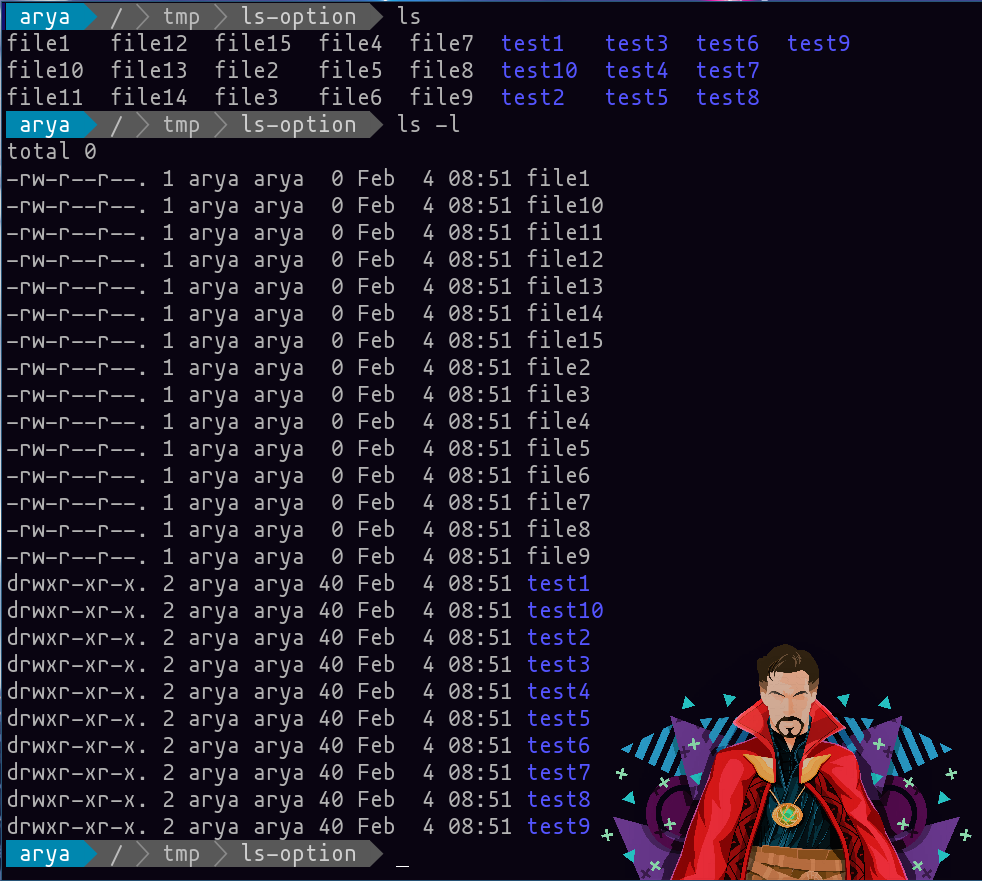 arya / tmp ls-option ls
file1 file12 file15 file4 file7 test1 test3 test6 test9
file10 file13 file2 file5 file8 test10 test4 test7
file11 file14 file3 file6 file9 test2 test5 test8
arya / tmp ls-option ls -l
total 0
-rw-r--r--. 1 arya arya 0 Feb 4 08:51 file1
-rw-r--r--. 1 arya arya 0 Feb 4 08:51 file10
-rw-r--r--. 1 arya arya 0 Feb 4 08:51 file11
-rw-r--r--. 1 arya arya 0 Feb 4 08:51 file12
-rw-r--r--. 1 arya arya 0 Feb 4 08:51 file13
-rw-r--r--. 1 arya arya 0 Feb 4 08:51 file14
-rw-r--r--. 1 arya arya 0 Feb 4 08:51 file15
-rw-r--r--. 1 arya arya 0 Feb 4 08:51 file2
-rw-r--r--. 1 arya arya 0 Feb 4 08:51 file3
-rw-r--r--. 1 arya arya 0 Feb 4 08:51 file4
-rw-r--r--. 1 arya arya 0 Feb 4 08:51 file5
-rw-r--r--. 1 arya arya 0 Feb 4 08:51 file6
-rw-r--r--. 1 arya arya 0 Feb 4 08:51 file7
-rw-r--r--. 1 arya arya 0 Feb 4 08:51 file8
-rw-r--r--. 1 arya arya 0 Feb 4 08:51 file9
drwxr-xr-x. 2 arya arya 40 Feb 4 08:51 test1
drwxr-xr-x. 2 arya arya 40 Feb 4 08:51 test10
drwxr-xr-x. 2 arya arya 40 Feb 4 08:51 test2
drwxr-xr-x. 2 arya arya 40 Feb 4 08:51 test3
drwxr-xr-x. 2 arya arya 40 Feb 4 08:51 test4
drwxr-xr-x. 2 arya arya 40 Feb 4 08:51 test5
drwxr-xr-x. 2 arya arya 40 Feb 4 08:51 test6
drwxr-xr-x. 2 arya arya 40 Feb 4 08:51 test7
drwxr-xr-x. 2 arya arya 40 Feb 4 08:51 test8
drwxr-xr-x. 2 arya arya 40 Feb 4 08:51 test9
arya / tmp ls-option _